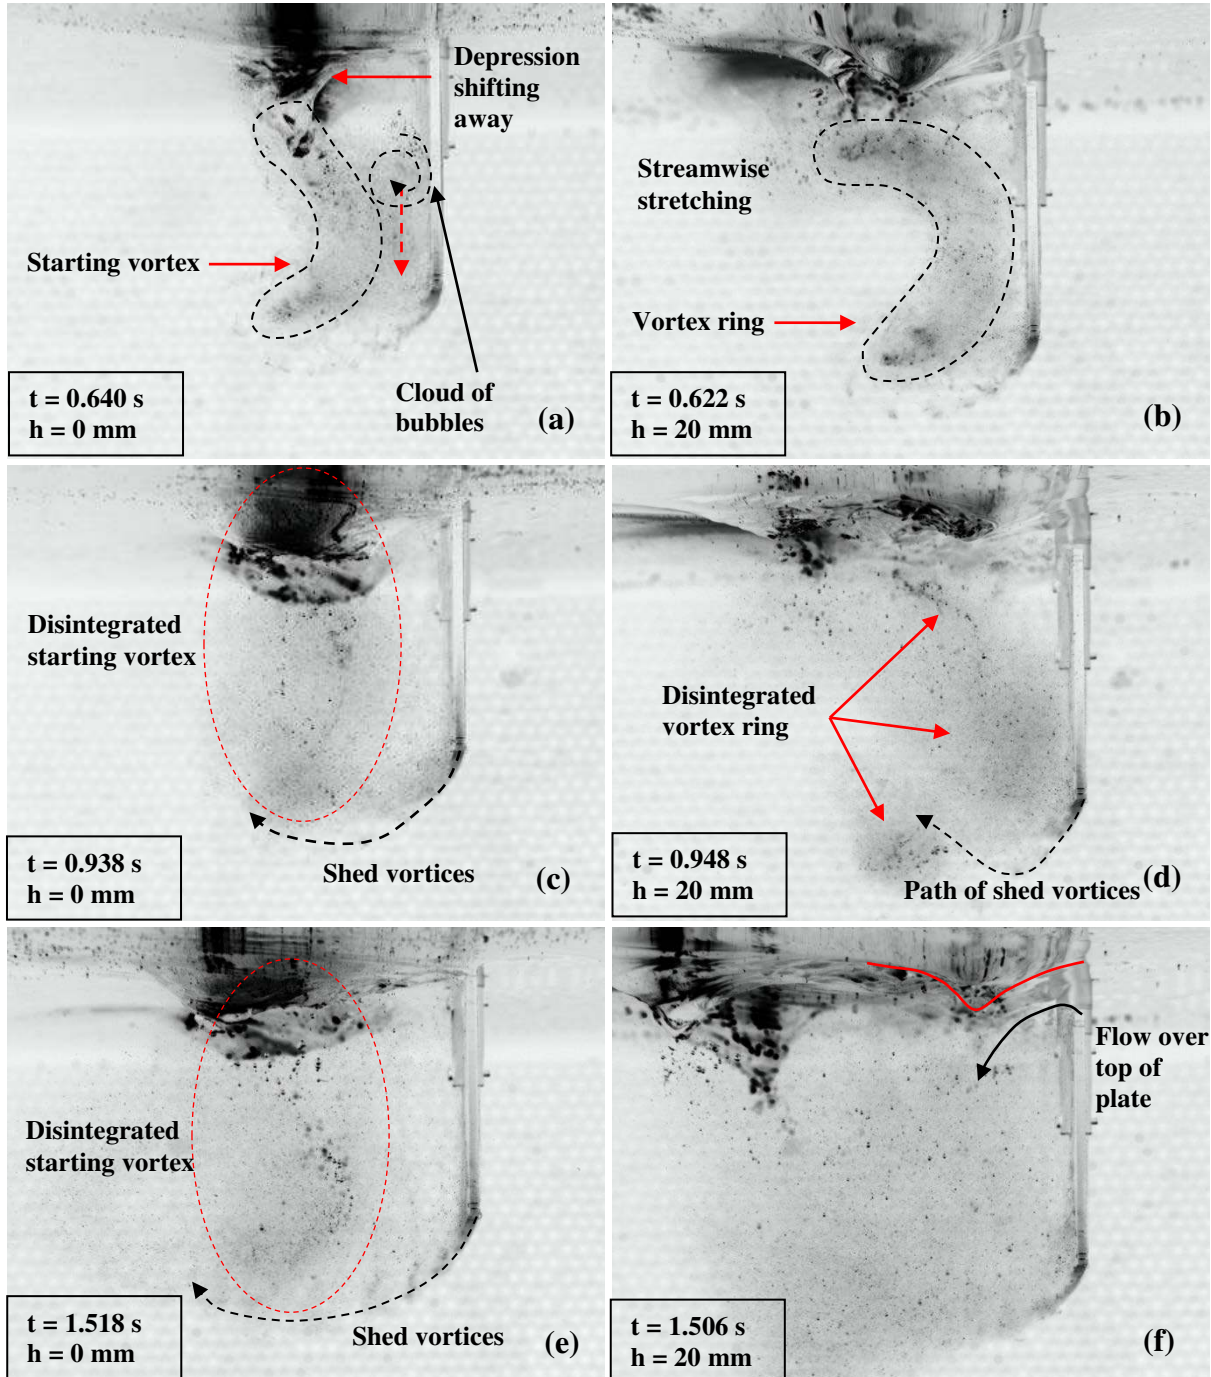 Depression
shifting
away
Starting vortex
Cloud of
bubbles
t = 0.640 s
h = 0 mm
(a)
Streamwise
stretching
Vortex ring
t = 0.622 s
h = 20 mm
(b)
Disintegrated
starting vortex
t = 0.938 s
h = 0 mm
Shed vortices
(c)
Disintegrated
vortex ring
t = 0.948 s
h = 20 mm
Path of shed vortices
(d)
Disintegrated
starting vortex
t = 1.518 s
h = 0 mm
Shed vortices
(e)
Flow over
top of
plate
t = 1.506 s
h = 20 mm
(f)